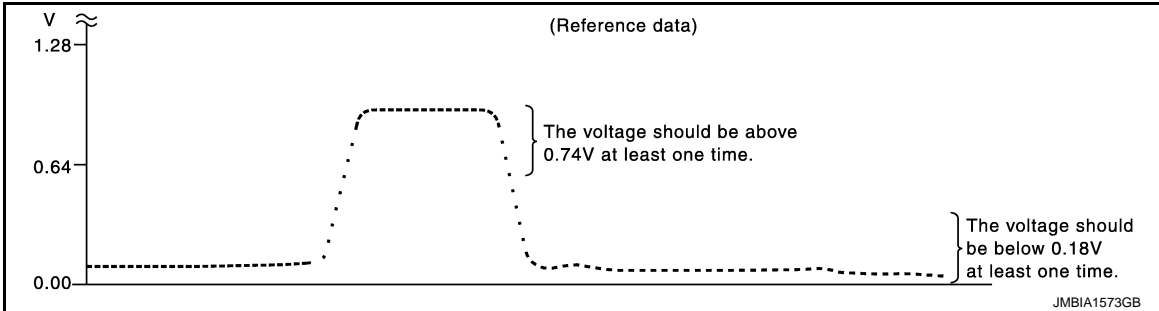 V
(Reference data)
1.28
The voltage should be above
0.74V at least one time.
0.64
The voltage should
be below 0.18V
at least one time.
0.00
JMBIA1573GB